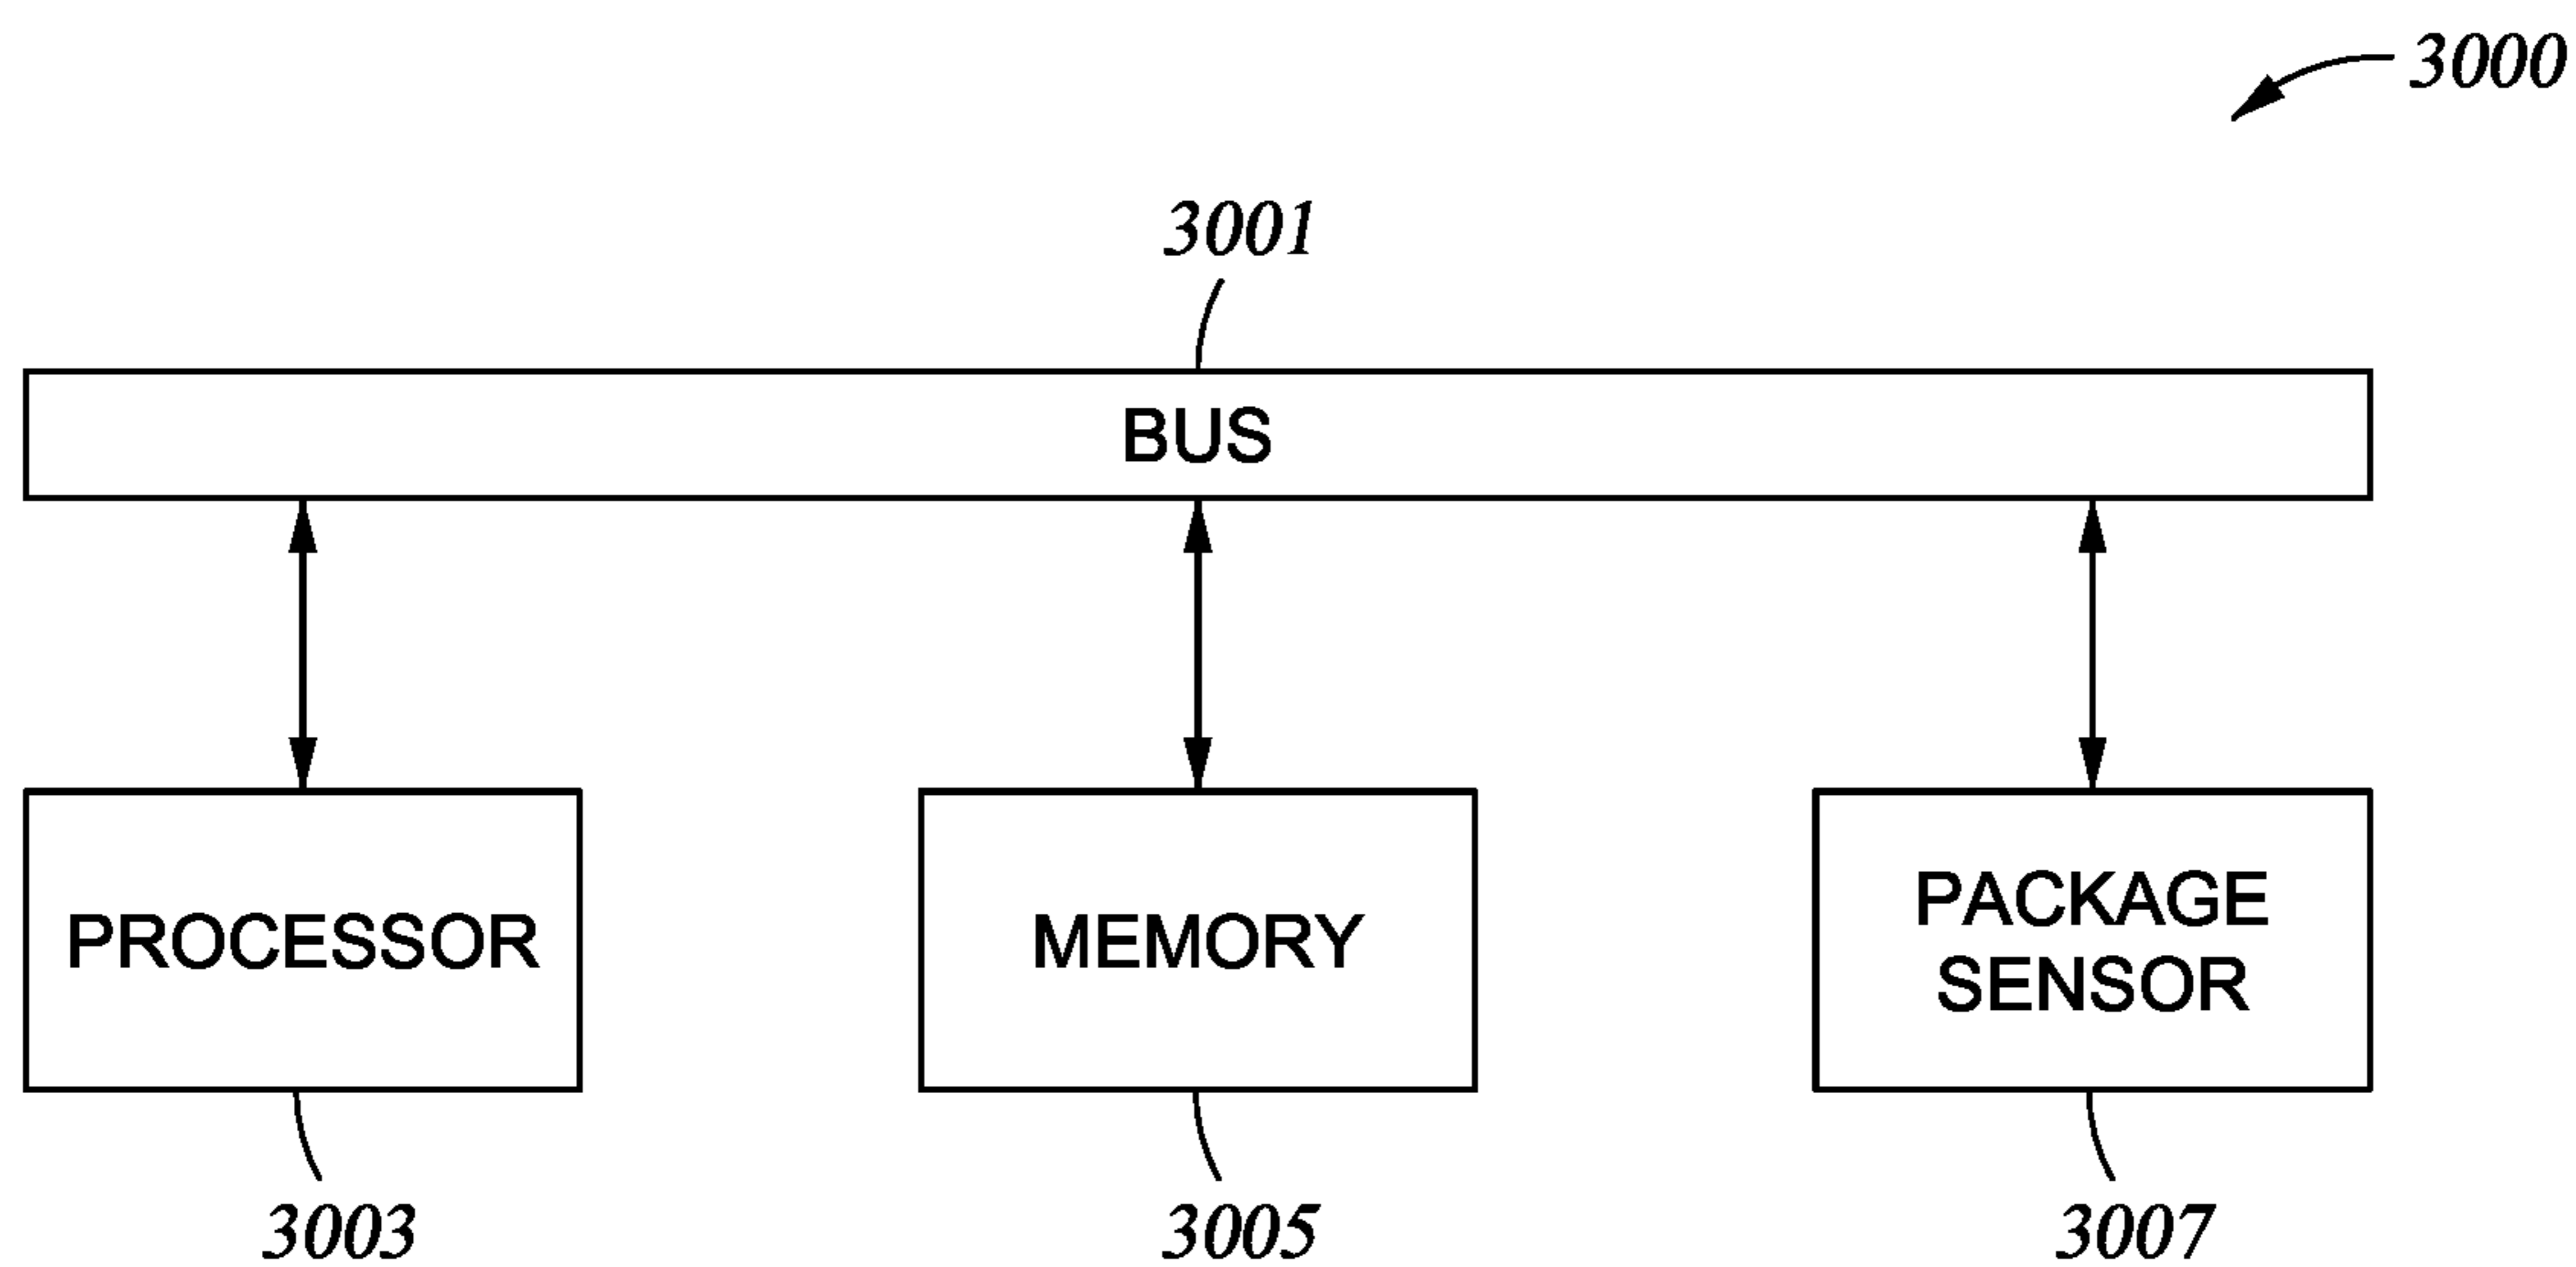 3000
3001
BUS
PROCESSOR
MEMORY
PACKAGE
SENSOR
3003
3005
3007